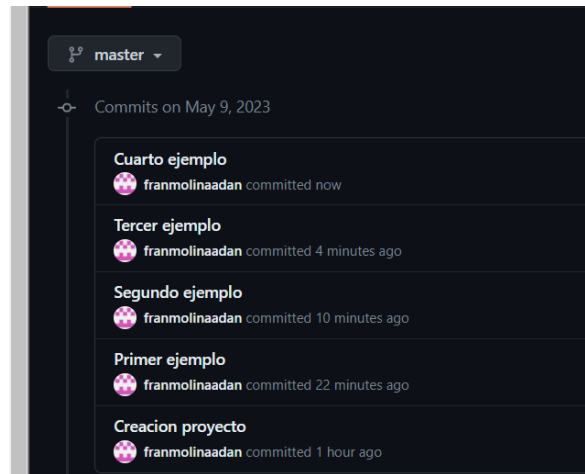 master
Commits on May 9, 2023
Cuarto ejemplo
franmolinaadan committed now
Tercer ejemplo
franmolinaadan committed 4 minutes ago
Segundo ejemplo
franmolinaadan committed 10 minutes ago
Primer ejemplo
franmolinaadan committed 22 minutes ago
Creacion proyecto
franmolinaadan committed 1 hour ago